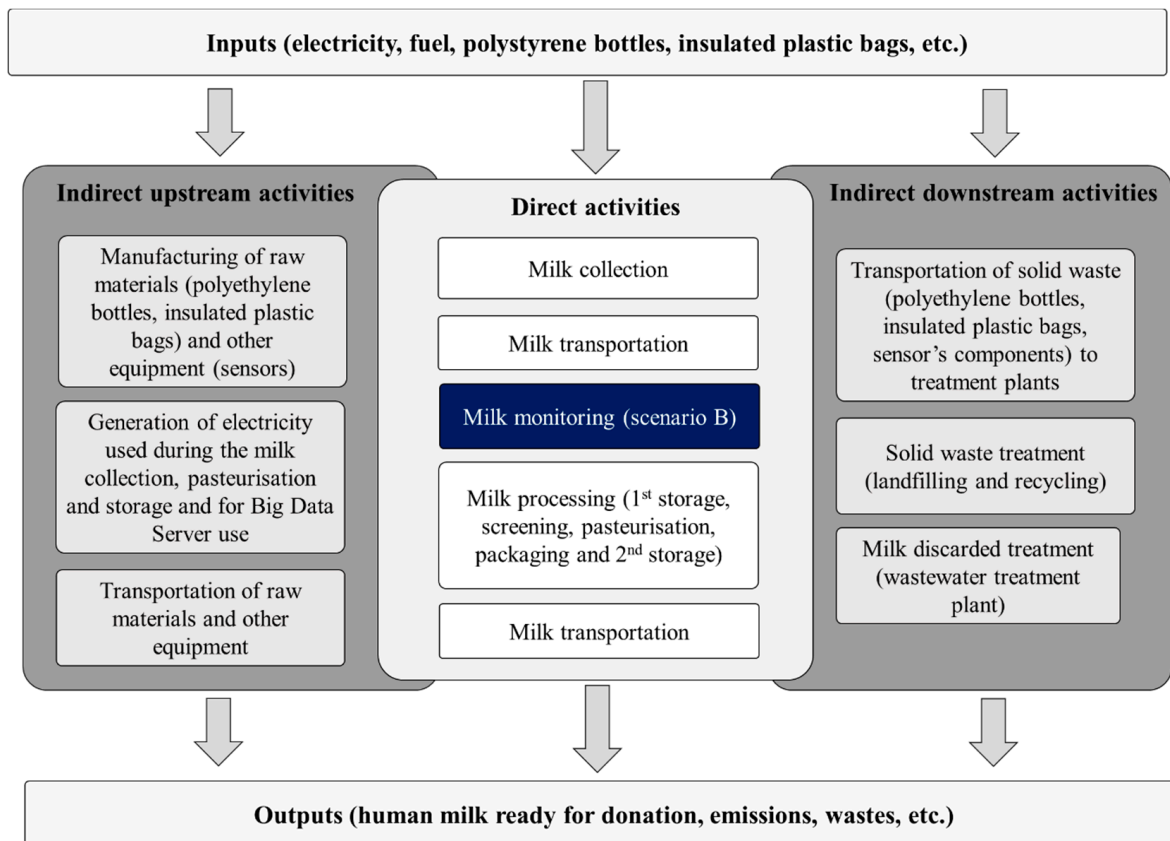 Inputs (electricity, fuel, polystyrene bottles, insulated plastic bags, etc.)
Indirect upstream activities
Manufacturing of raw
materials (polyethylene
bottles, insulated plastic
bags) and other
equipment (sensors)
Generation of electricity
used during the milk
collection, pasteurisation
and storage and for Big Data
Server use
Transportation of raw
materials and other
equipment
Direct activities
Milk collection
Milk transportation
Milk monitoring (scenario B)
Milk processing (1st storage,
screening, pasteurisation,
packaging and 2nd storage)
Milk transportation
Indirect downstream activities
Transportation of solid waste
(polyethylene bottles,
insulated plastic bags,
sensor’s components) to
treatment plants
Solid waste treatment
(landfilling and recycling)
Milk discarded treatment
(wastewater treatment
plant)
Outputs (human milk ready for donation, emissions, wastes, etc.)